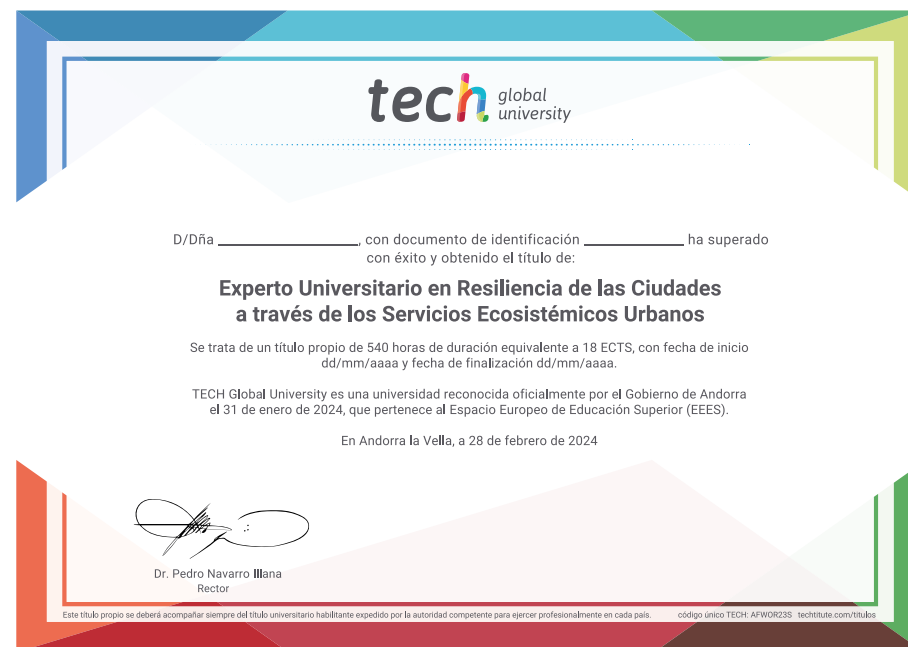 tech global university
D/Dña ____________________, con documento de identificación ______________ ha superado
con éxito y obtenido el título de:
Experto Universitario en Resiliencia de las Ciudades
a través de los Servicios Ecosistémicos Urbanos
Se trata de un título propio de 540 horas de duración equivalente a 18 ECTS, con fecha de inicio
dd/mm/aaaa y fecha de finalización dd/mm/aaaa.
TECH Global University es una universidad reconocida oficialmente por el Gobierno de Andorra
el 31 de enero de 2024, que pertenece al Espacio Europeo de Educación Superior (EEES).
En Andorra la Vella, a 28 de febrero de 2024
Dr. Pedro Navarro Illana
Rector
Este título propio se deberá acompañar siempre del título universitario habilitante expedido por la autoridad competente para ejercer profesionalmente en cada país. código único TECH: AFWOR23S techtitute.com/titulos